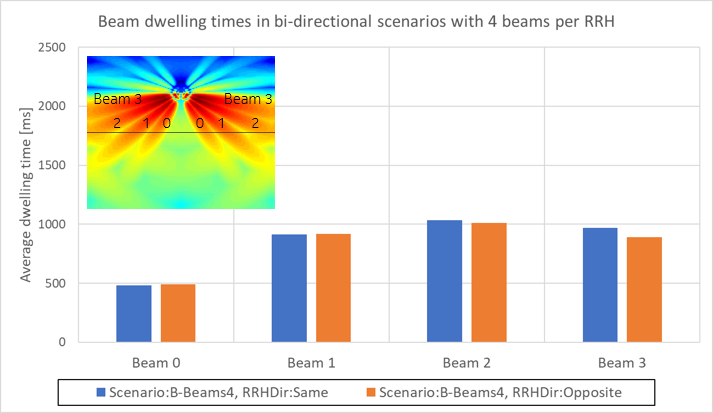 Beam dwelling times in bi-directional scenarios with 4 beams per RRH
Average dwelling time [ms]
2500
2000
1500
1000
500
0
Beam 3 Beam 3
2 1 0 0 1 2
Beam 0 Beam 1 Beam 2 Beam 3
Scenario:B-Beams4, RRHDir:Same Scenario:B-Beams4, RRHDir:Opposite